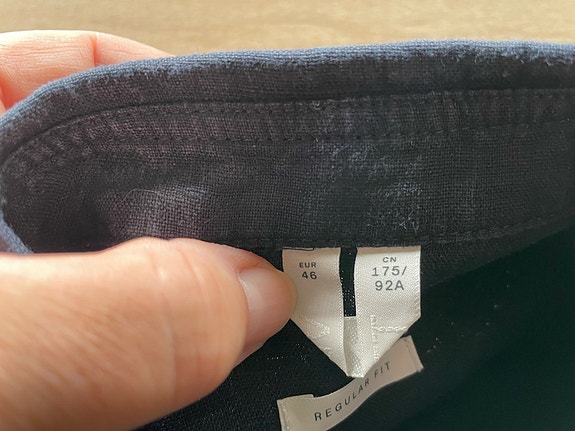 EUR
46
CN
175/
92A
REGULAR FIT